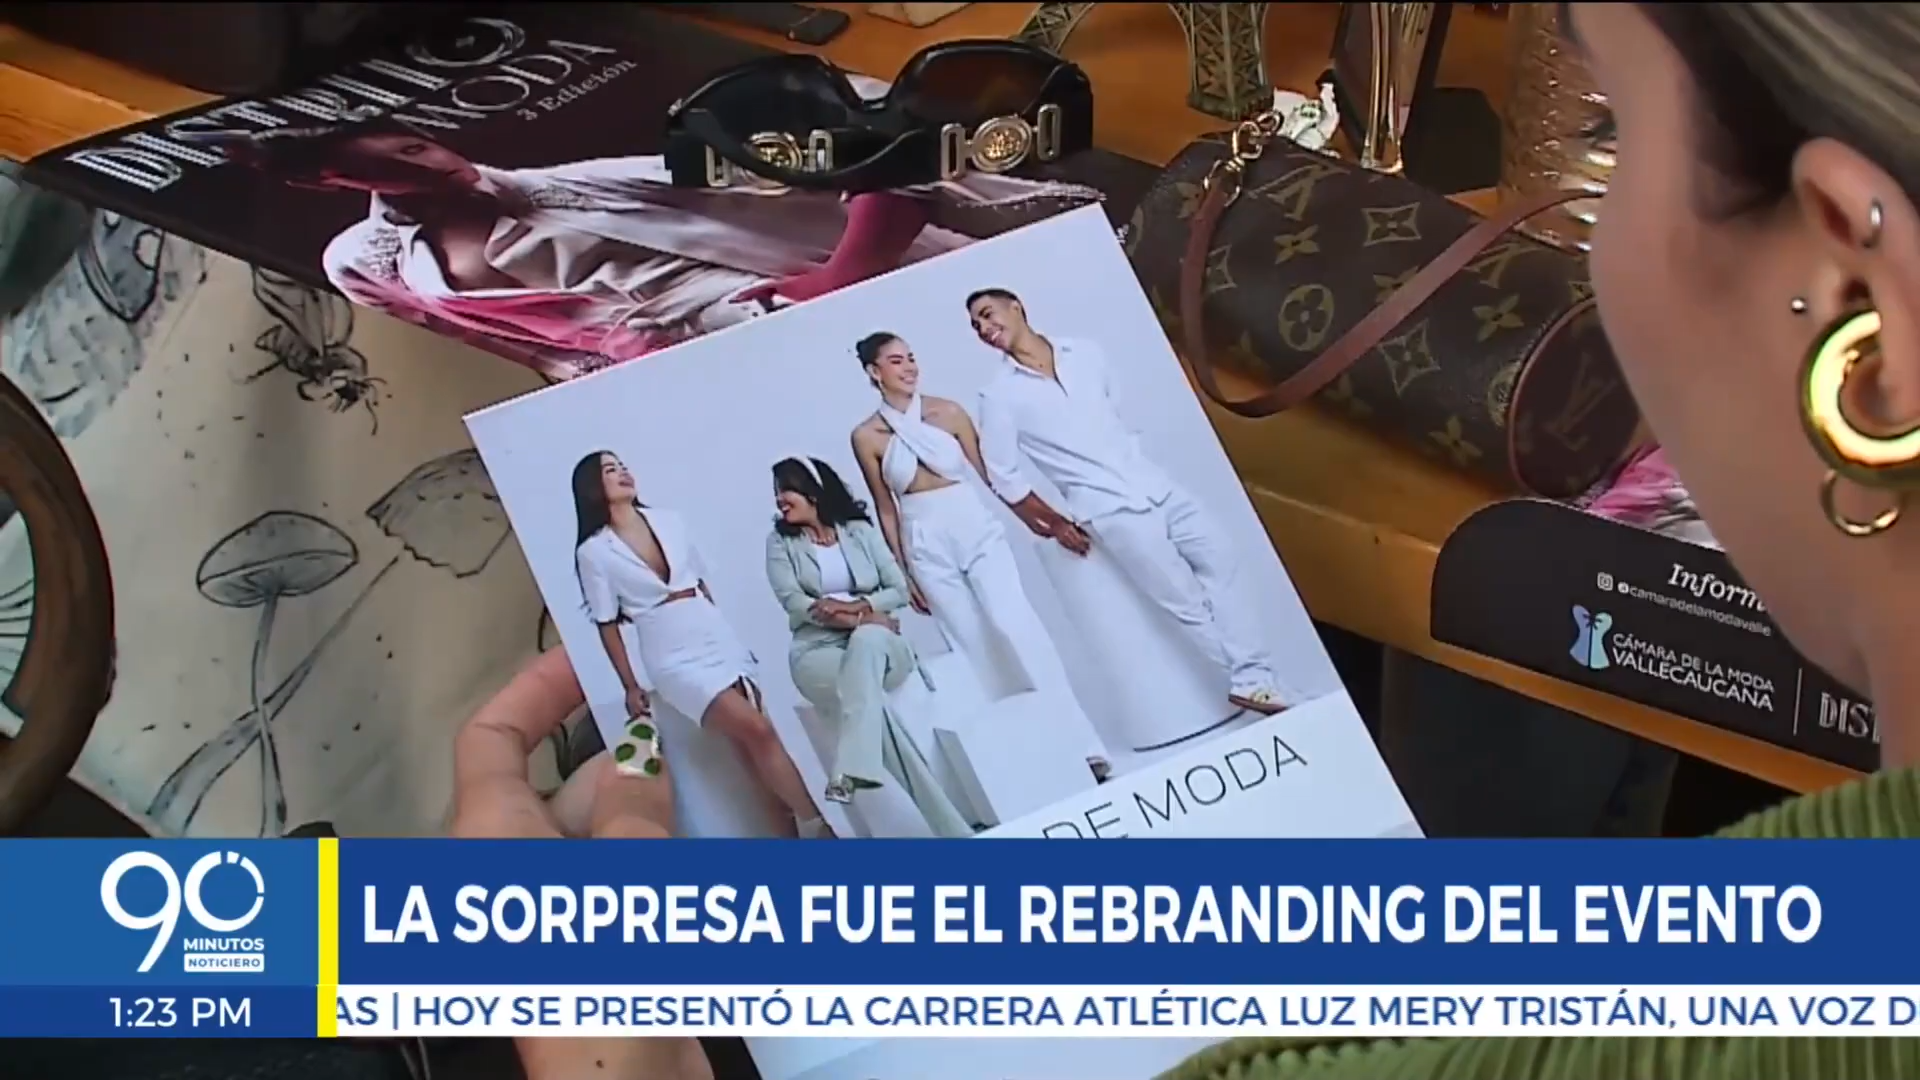 DISTRITO
MODA
3 Edición
DE MODA
Inform
@camaradelamodavalle
CÁMARA DE LA MODA
VALLECAUCANA
DIST
90
MINUTOS
NOTICIERO
LA SORPRESA FUE EL REBRANDING DEL EVENTO
1:23 PM
AS | HOY SE PRESENTÓ LA CARRERA ATLÉTICA LUZ MERY TRISTÁN, UNA VOZ D